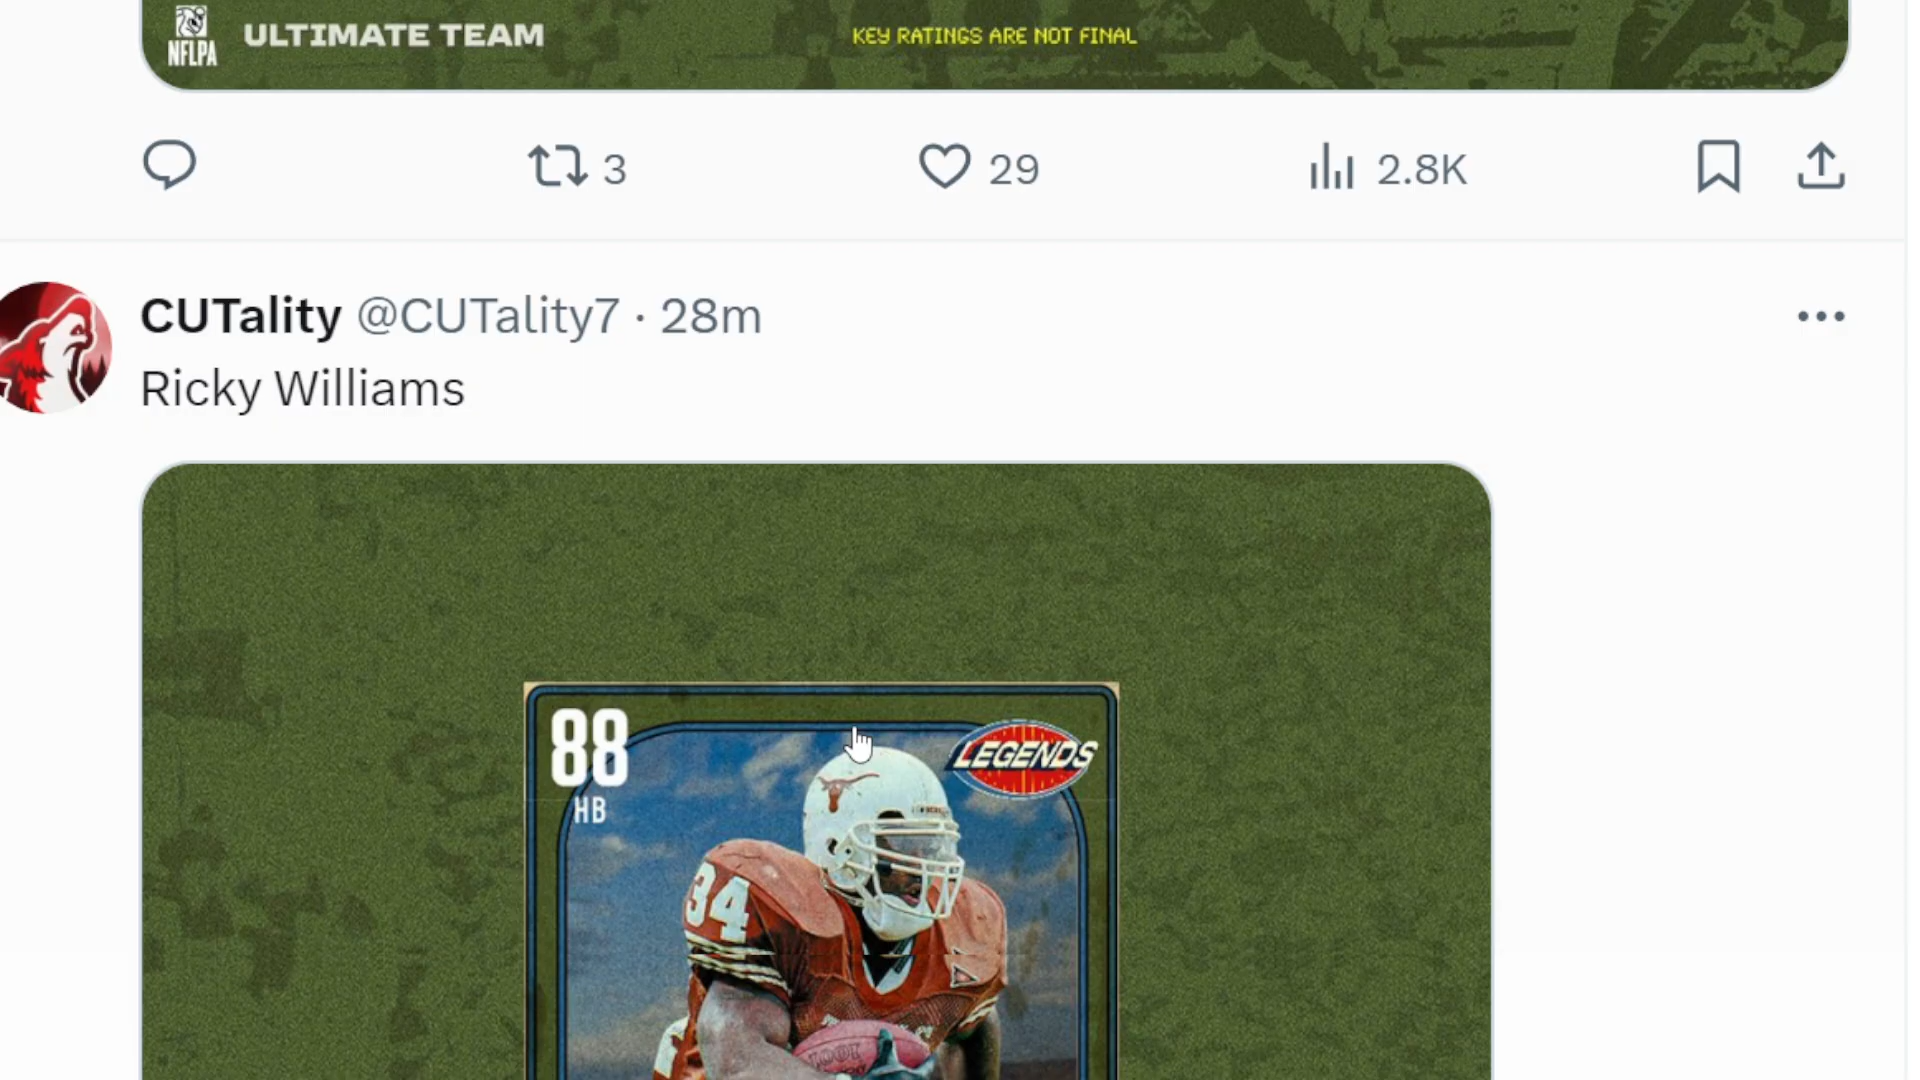 NFLPA
ULTIMATE TEAM
KEY RATINGS ARE NOT FINAL
3
29
2.8K
CUTality @CUTality7 · 28m
Ricky Williams
88
HB
LEGENDS
34